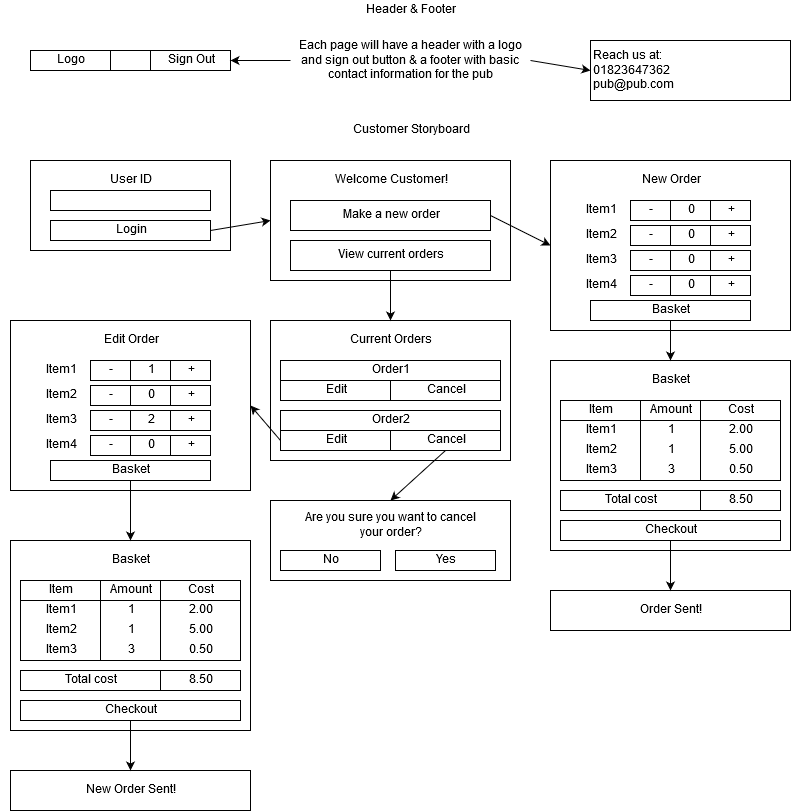 Header & Footer
Logo
Sign Out
Each page will have a header with a logo
and sign out button & a footer with basic
contact information for the pub
Reach us at:
01823647362
pub@pub.com
Customer Storyboard
User ID
Login
Welcome Customer!
Make a new order
View current orders
New Order
Item1 - 0 +
Item2 - 0 +
Item3 - 0 +
Item4 - 0 +
Basket
Edit Order
Item1 - 1 +
Item2 - 0 +
Item3 - 2 +
Item4 - 0 +
Basket
Current Orders
Order1
Edit Cancel
Order2
Edit Cancel
Are you sure you want to cancel
your order?
No Yes
Basket
Item Amount Cost
Item1 1 2.00
Item2 1 5.00
Item3 3 0.50
Total cost 8.50
Checkout
Order Sent!
Basket
Item Amount Cost
Item1 1 2.00
Item2 1 5.00
Item3 3 0.50
Total cost 8.50
Checkout
New Order Sent!